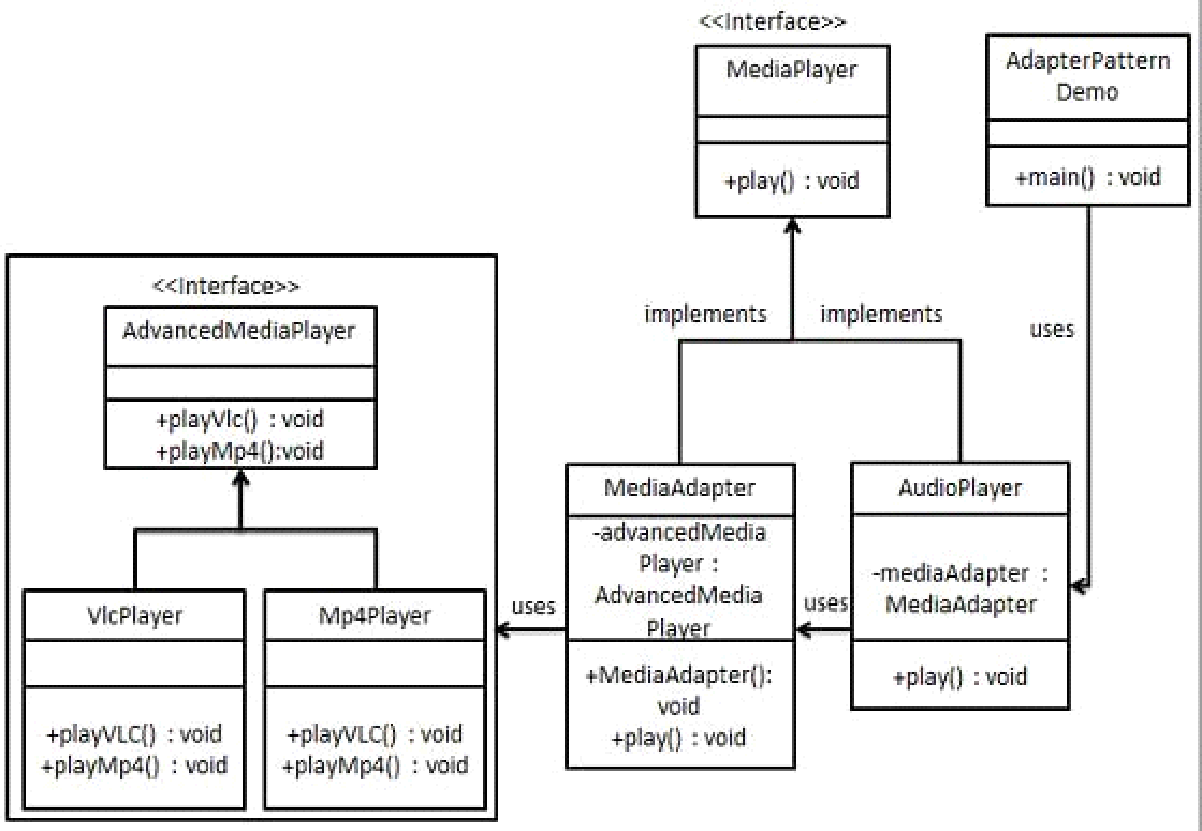 <<Interface>>
MediaPlayer
+play() : void
AdapterPattern
Demo
+main() : void
implements
implements
uses
<<Interface>>
AdvancedMediaPlayer
+playVlc() : void
+playMp4():void
VlcPlayer
+playVLC() : void
+playMp4() : void
Mp4Player
+playVLC() : void
+playMp4() : void
uses
MediaAdapter
-advancedMedia
Player :
AdvancedMedia
Player
+MediaAdapter():
void
+play() : void
uses
AudioPlayer
-mediaAdapter :
MediaAdapter
+play() : void